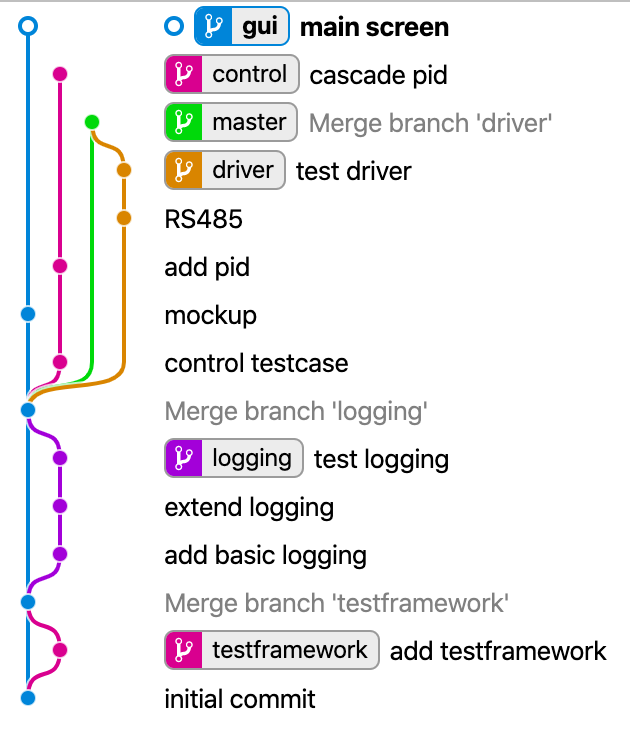 gui main screen
control cascade pid
master Merge branch 'driver'
driver test driver
RS485
add pid
mockup
control testcase
Merge branch 'logging'
logging test logging
extend logging
add basic logging
Merge branch 'testframework'
testframework add testframework
initial commit